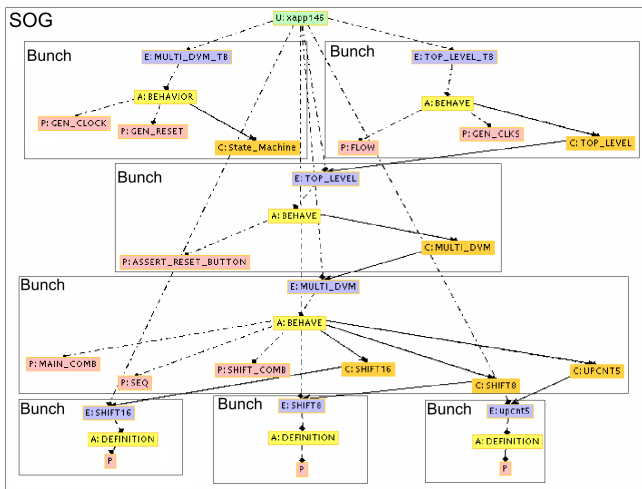 SOG
U: xapp146
Bunch
E: MULTI_DVM_TB
A: BEHAVIOR
P: GEN_CLOCK
P: GEN_RESET
C: State_Machine
Bunch
E: TOP_LEVEL_TB
A: BEHAVE
P: FLOW
P: GEN_CLKS
C: TOP_LEVEL
Bunch
E: TOP_LEVEL
A: BEHAVE
C: MULTI_DVM
P: ASSERT_RESET_BUTTON
Bunch
E: MULTI_DVM
A: BEHAVE
P: MAIN_COMB
P: SEQ
P: SHIFT_COMB
C: SHIFT16
C: SHIFT8
C: UPCNT5
Bunch
E: SHIFT16
A: DEFINITION
P
Bunch
E: SHIFT8
A: DEFINITION
P
Bunch
E: upcnt5
A: DEFINITION
P